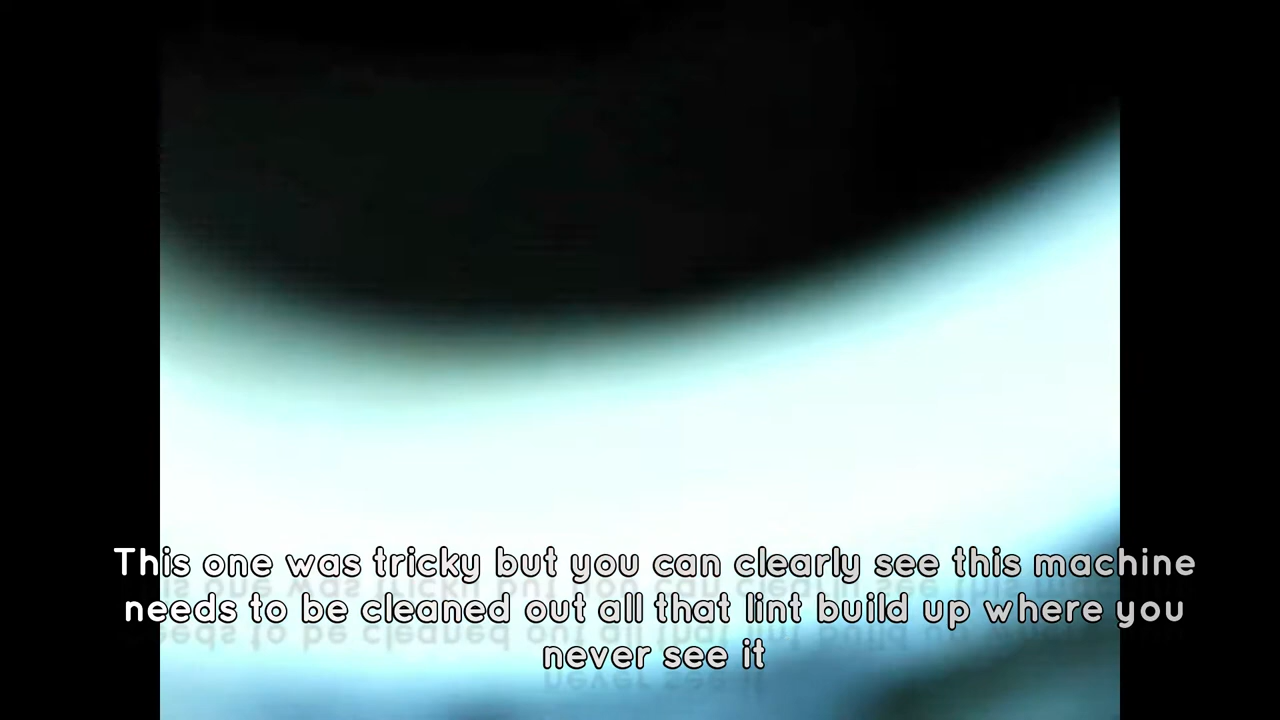 This one was tricky but you can clearly see this machine
needs to be cleaned out all that lint build up where you
never see it